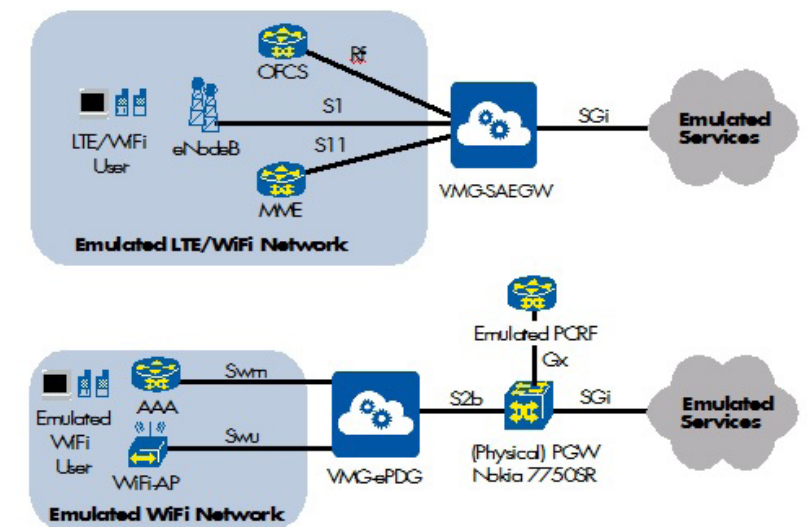 OFCS
Rf
LTE/WiFi
User
eNodeB
S1
S11
MME
Emulated LTE/WiFi Network
VMG-SAEGW
SGi
Emulated
Services
Emulated PCRF
Gx
AAA
Swm
Emulated
WiFi
User
WiFi-AP
Swu
Emulated WiFi Network
VMG-ePDG
S2b
SGi
(Physical) PGW
Nokia 7750SR
Emulated
Services